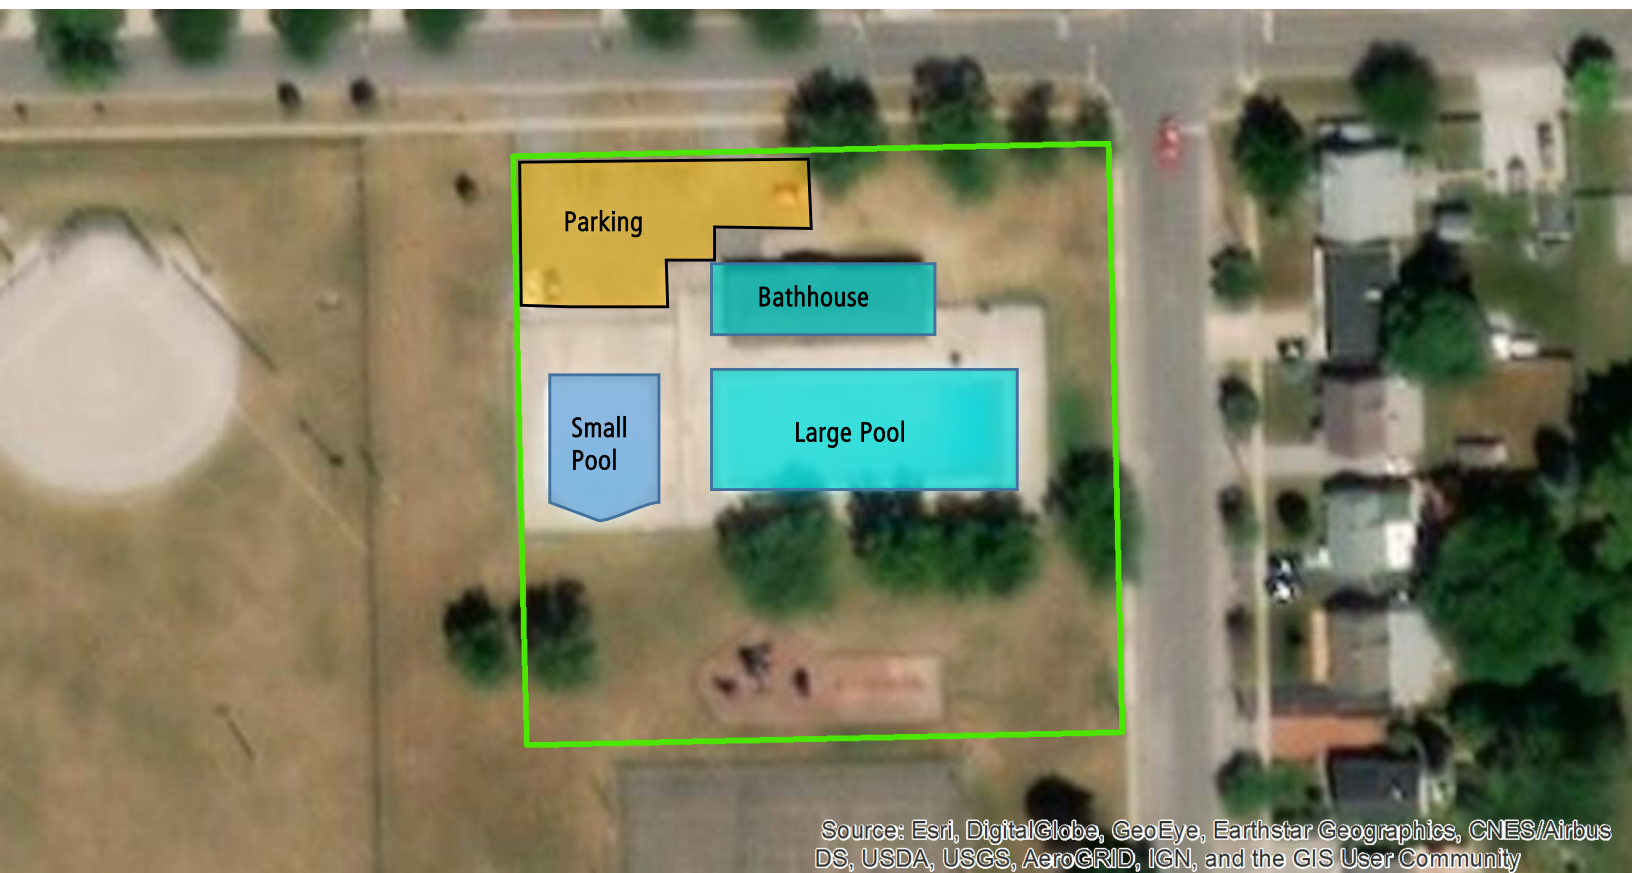 Parking
Bathhouse
Small
Pool
Large Pool
Source: Esri, DigitalGlobe, GeoEye, Earthstar Geographics, CNES/Airbus
DS, USDA, USGS, AeroGRID, IGN, and the GIS User Community